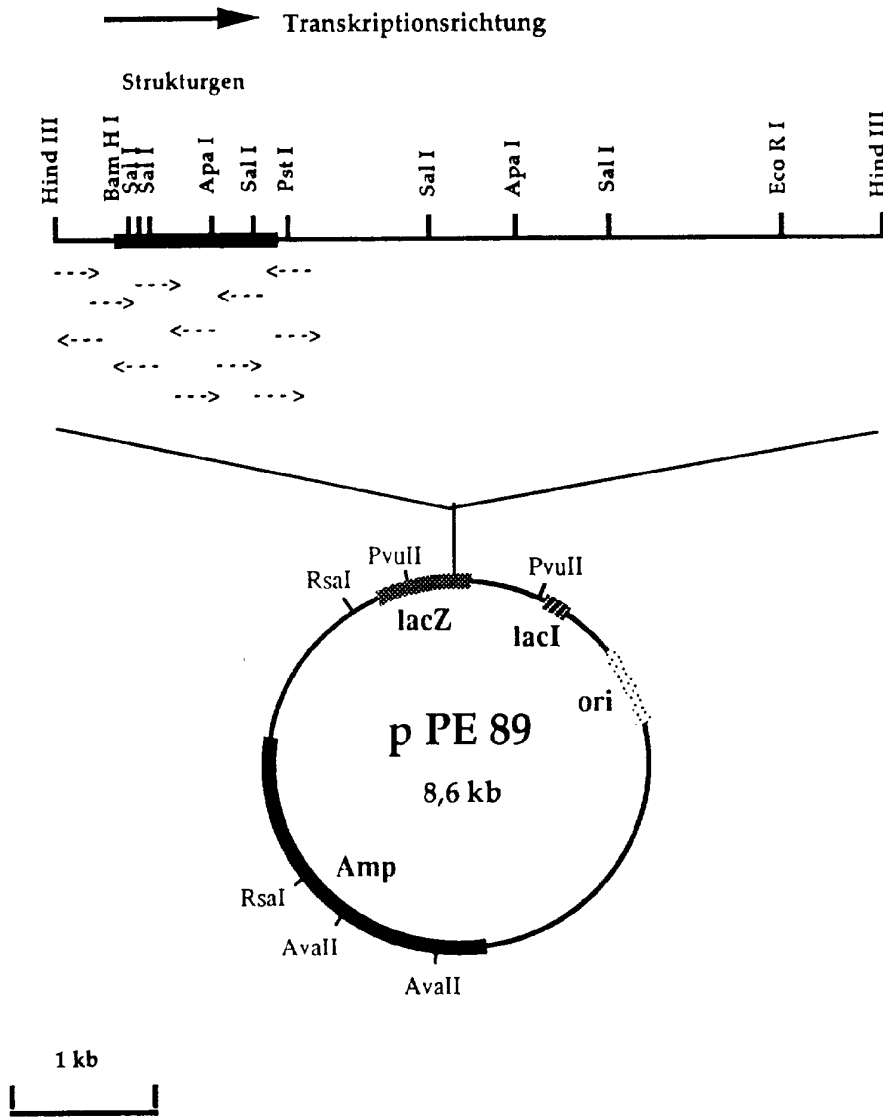 Transkriptionsrichtung
Strukturgen
Hind III
Bam H I
Sal I
Sal I
Apa I
Sal I
Pst I
Sal I
Apa I
Sal I
Eco R I
Hind III
PvuII
PvuII
RsaI
lacZ
lacI
ori
p PE 89
8,6 kb
Amp
RsaI
AvaII
AvaII
1 kb